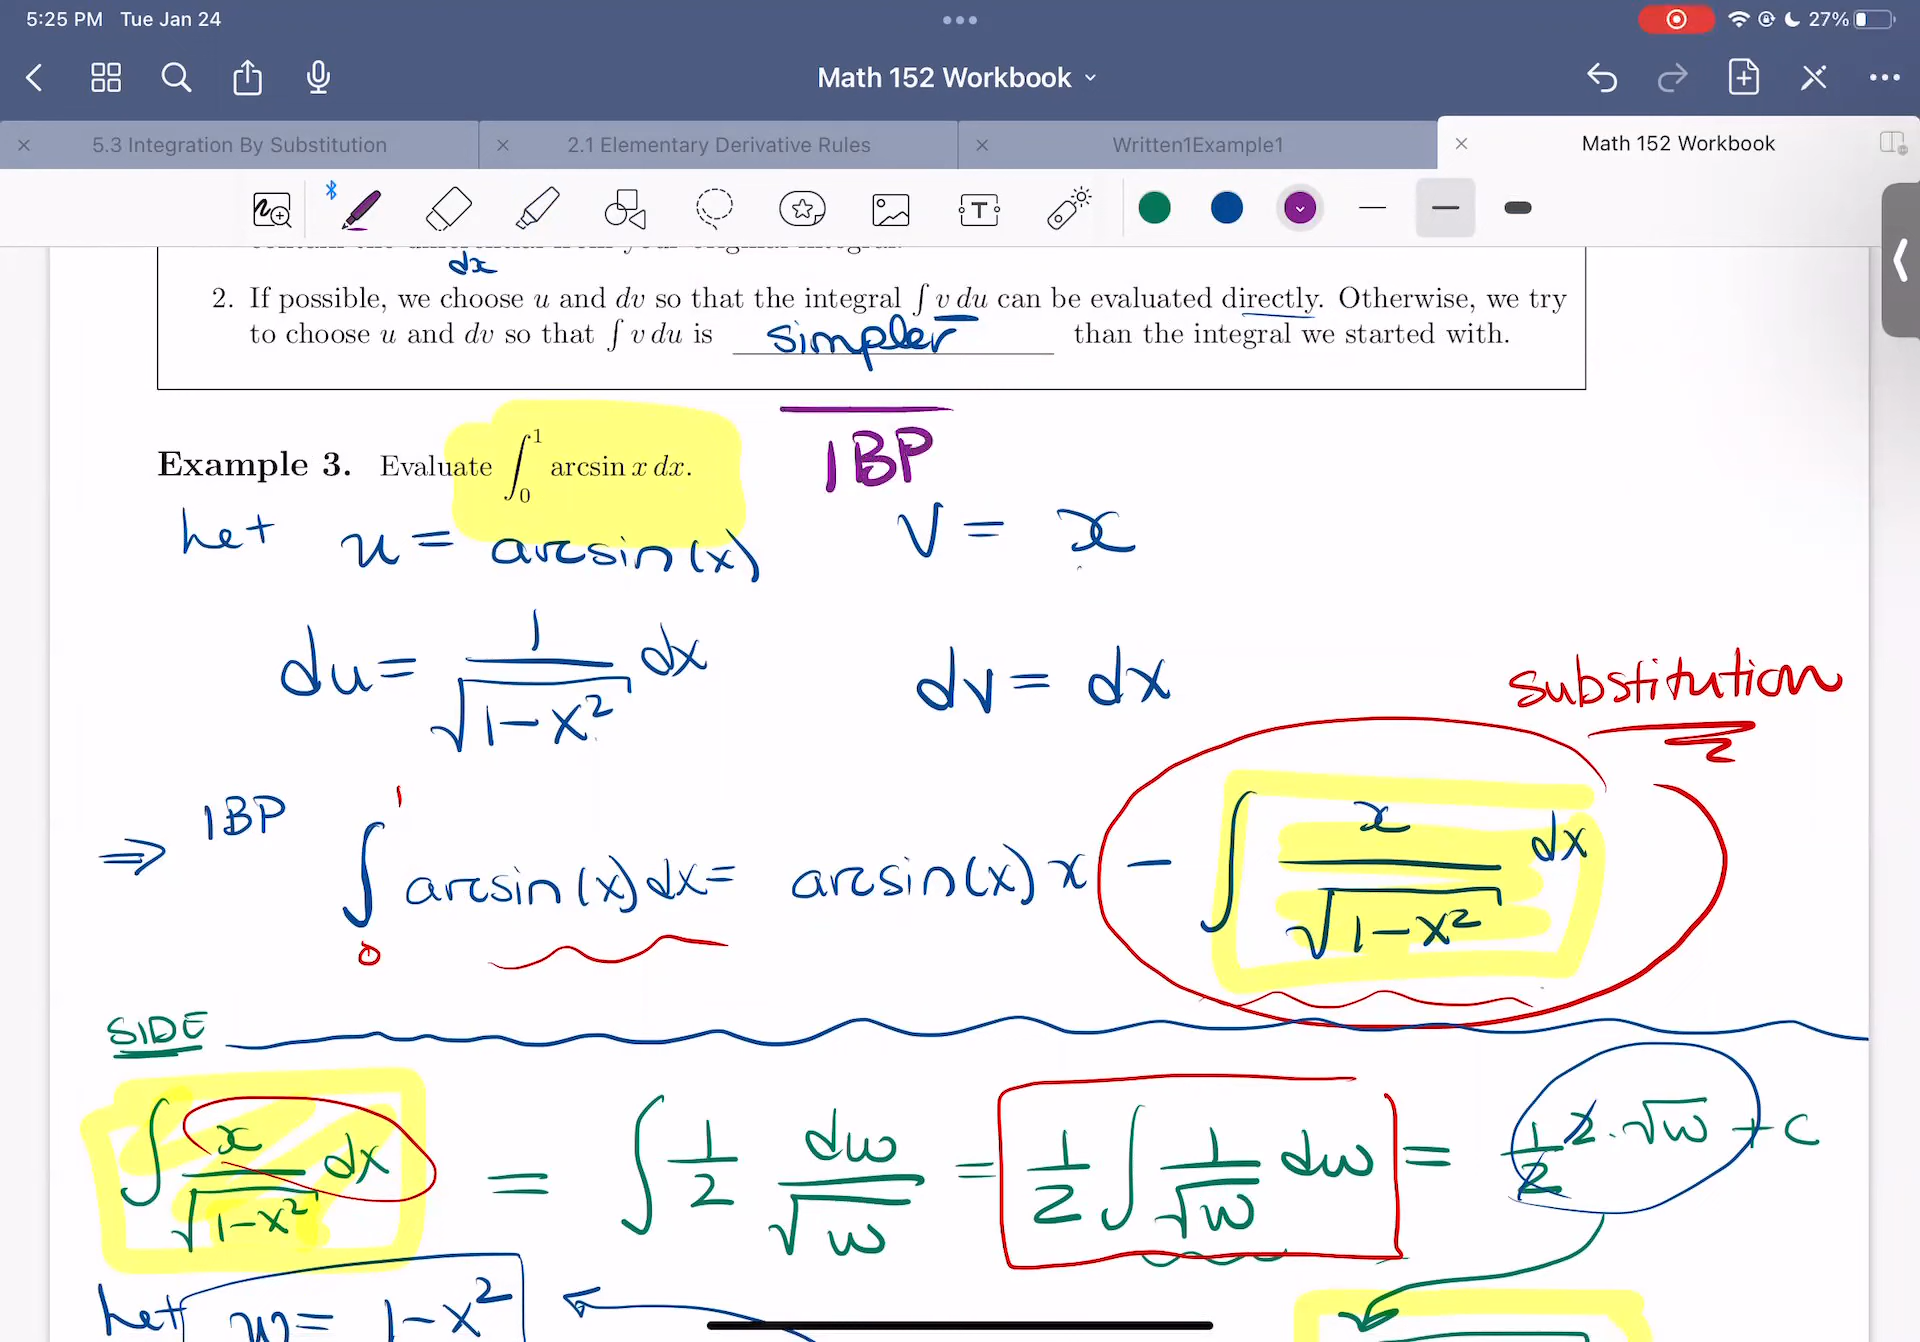 5:25 PM Tue Jan 24
27%
Math 152 Workbook
5.3 Integration By Substitution
2.1 Elementary Derivative Rules
Written1Example1
Math 152 Workbook
dx
2. If possible, we choose u and dv so that the integral ∫ v du can be evaluated directly. Otherwise, we try
to choose u and dv so that ∫ v du is simpler than the integral we started with.
IBP
Example 3. Evaluate ∫₀¹ arcsin x dx.
Let u = arcsin(x) v = x
du = 1/√(1-x²) dx dv = dx
substitution
⇒ IBP ∫₀¹ arcsin(x) dx = arcsin(x) x - ∫ x/√(1-x²) dx
SIDE
∫ x/√(1-x²) dx = ∫ 1/2 dw/√w = 1/2 ∫ 1/√w dw = 1/2 2·√w + C
Let w = 1-x²